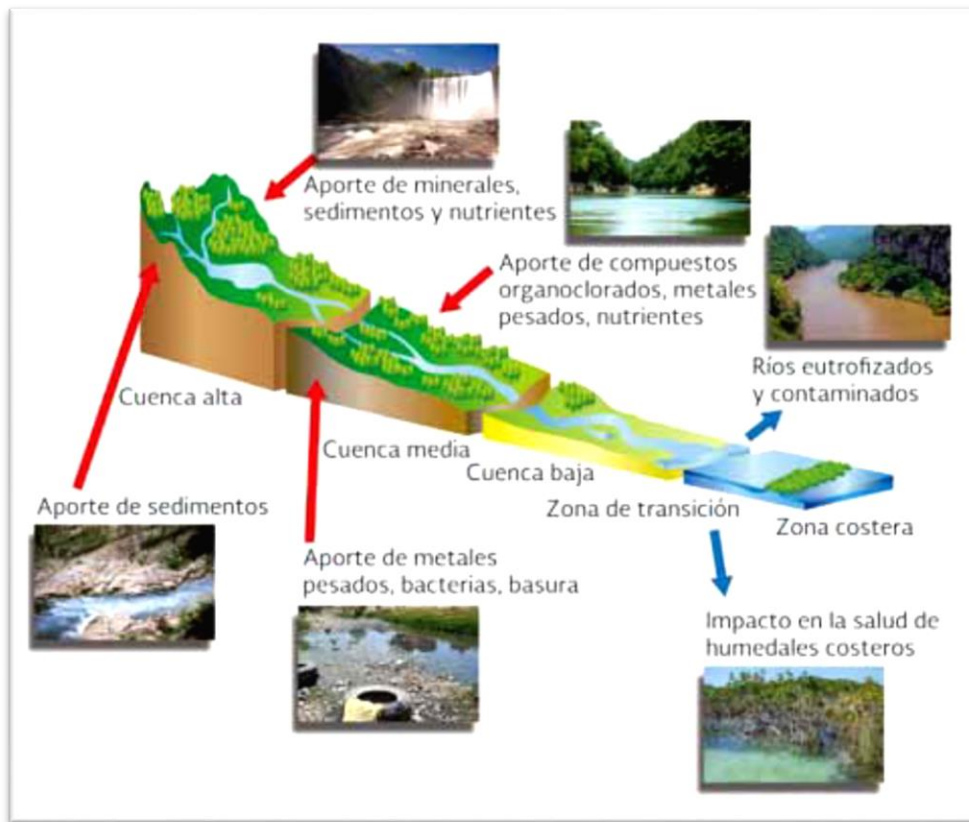 Aporte de minerales,
sedimentos y nutrientes
Aporte de compuestos
organoclorados, metales
pesados, nutrientes
Ríos eutrofizados
y contaminados
Cuenca alta
Cuenca media
Cuenca baja
Zona de transición
Zona costera
Aporte de sedimentos
Aporte de metales
pesados, bacterias, basura
Impacto en la salud de
humedales costeros